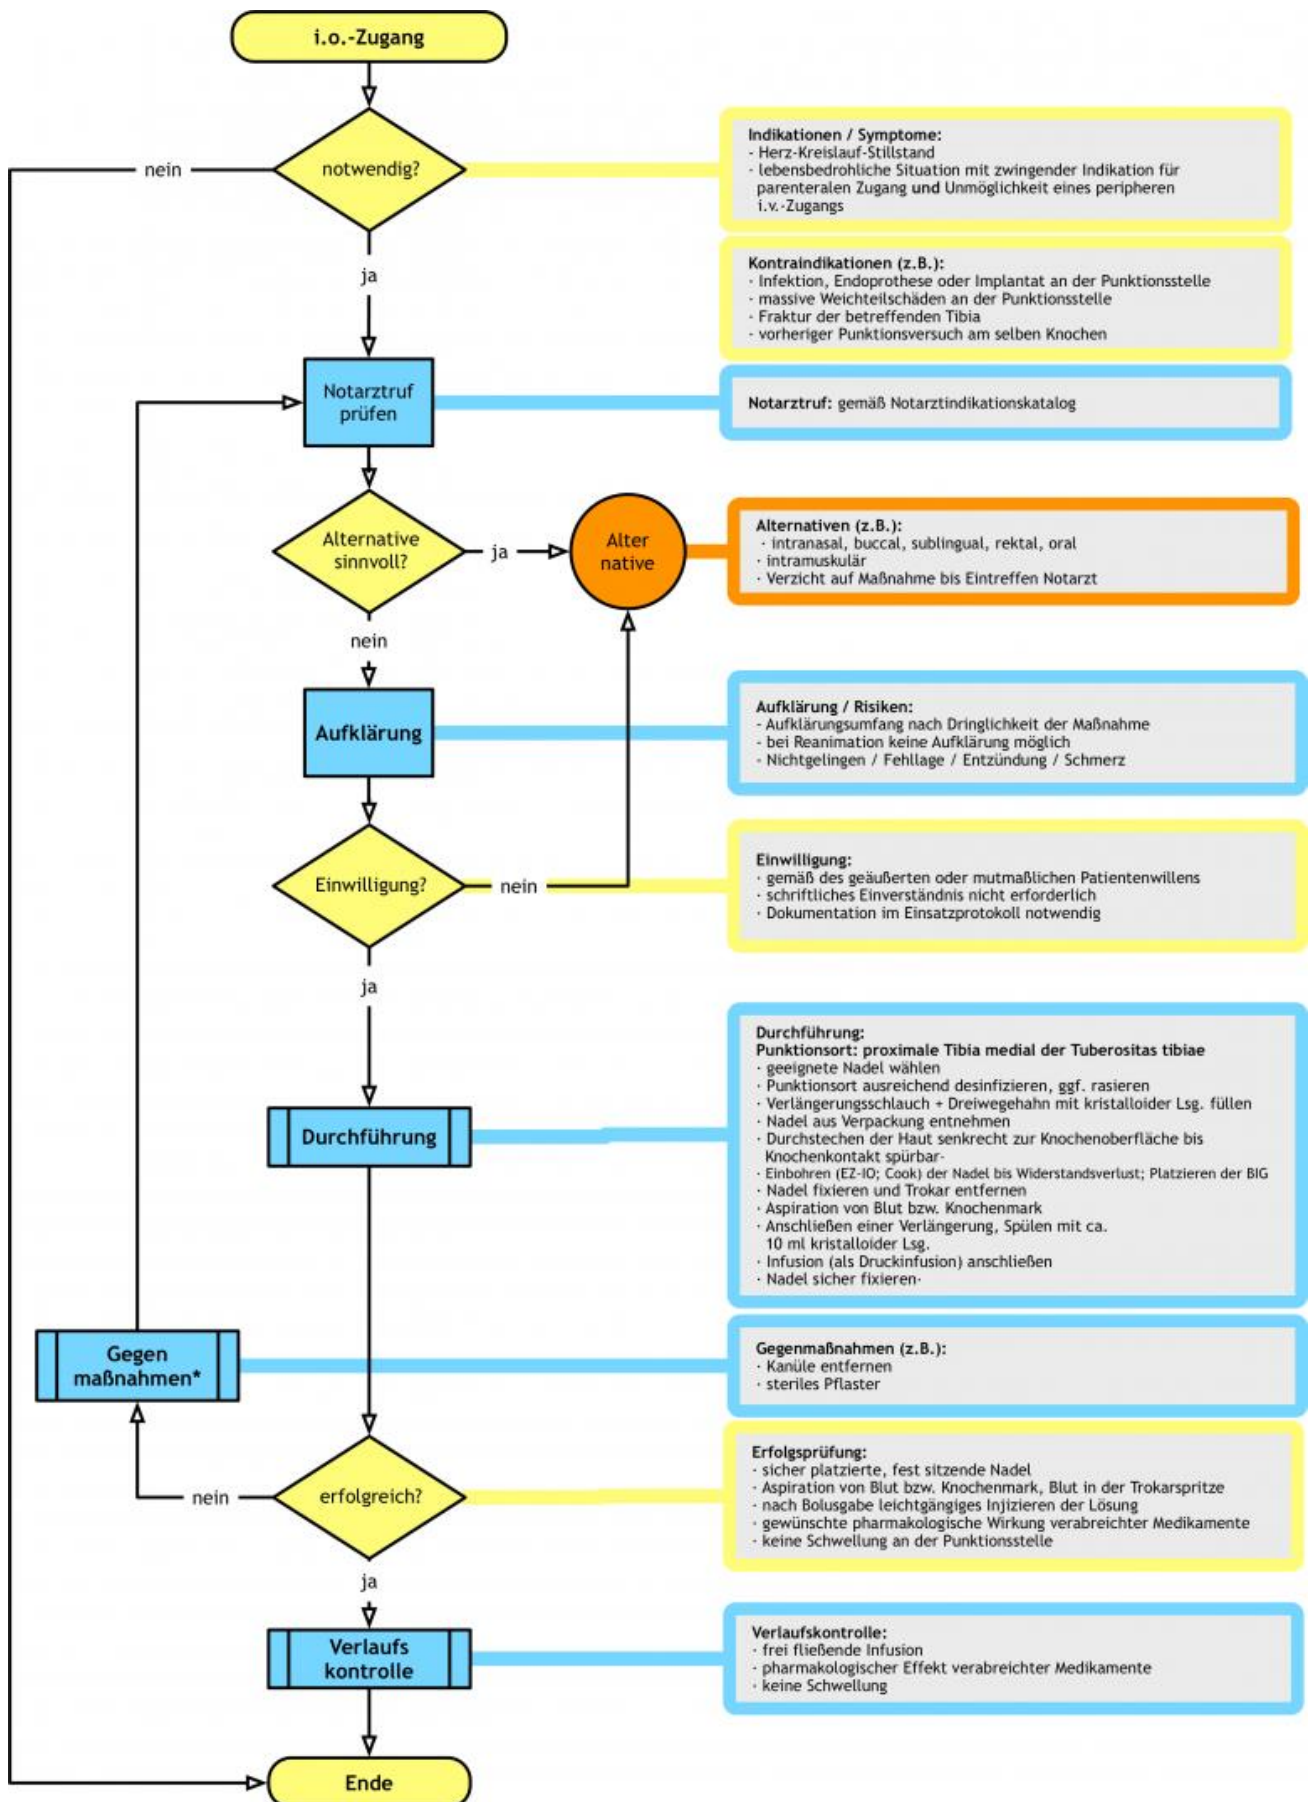 i.o.-Zugang
notwendig?
nein
ja
Indikationen / Symptome:
- Herz-Kreislauf-Stillstand
· lebensbedrohliche Situation mit zwingender Indikation für
parenteralen Zugang und Unmöglichkeit eines peripheren
i.v.-Zugangs
Kontraindikationen (z.B.):
· Infektion, Endoprothese oder Implantat an der Punktionsstelle
· massive Weichteilschäden an der Punktionsstelle
· Fraktur der betreffenden Tibia
· vorheriger Punktionsversuch am selben Knochen
Notarztruf
prüfen
Notarztruf: gemäß Notarztindikationskatalog
Alternative
sinnvoll?
ja
nein
Alter
native
Alternativen (z.B.):
· intranasal, buccal, sublingual, rektal, oral
· intramuskulär
· Verzicht auf Maßnahme bis Eintreffen Notarzt
Aufklärung
Aufklärung / Risiken:
- Aufklärungsumfang nach Dringlichkeit der Maßnahme
- bei Reanimation keine Aufklärung möglich
- Nichtgelingen / Fehllage / Entzündung / Schmerz
Einwilligung?
nein
ja
Einwilligung:
· gemäß des geäußerten oder mutmaßlichen Patientenwillens
· schriftliches Einverständnis nicht erforderlich
· Dokumentation im Einsatzprotokoll notwendig
Durchführung
Durchführung:
Punktionsort: proximale Tibia medial der Tuberositas tibiae
· geeignete Nadel wählen
· Punktionsort ausreichend desinfizieren, ggf. rasieren
· Verlängerungsschlauch + Dreiwegehahn mit kristalloider Lsg. füllen
· Nadel aus Verpackung entnehmen
· Durchstechen der Haut senkrecht zur Knochenoberfläche bis
Knochenkontakt spürbar·
· Einbohren (EZ-IO; Cook) der Nadel bis Widerstandsverlust; Platzieren der BIG
· Nadel fixieren und Trokar entfernen
· Aspiration von Blut bzw. Knochenmark
· Anschließen einer Verlängerung, Spülen mit ca.
10 ml kristalloider Lsg.
· Infusion (als Druckinfusion) anschließen
· Nadel sicher fixieren·
Gegen
maßnahmen*
Gegenmaßnahmen (z.B.):
· Kanüle entfernen
· steriles Pflaster
erfolgreich?
nein
ja
Erfolgsprüfung:
· sicher platzierte, fest sitzende Nadel
· Aspiration von Blut bzw. Knochenmark, Blut in der Trokarspritze
· nach Bolusgabe leichtgängiges Injizieren der Lösung
· gewünschte pharmakologische Wirkung verabreichter Medikamente
· keine Schwellung an der Punktionsstelle
Verlaufs
kontrolle
Verlaufskontrolle:
· frei fließende Infusion
· pharmakologischer Effekt verabreichter Medikamente
· keine Schwellung
Ende